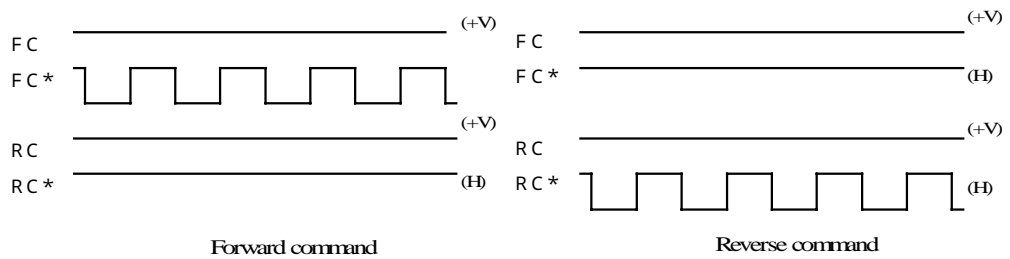 (+V)
FC
FC*
(+V)
RC
RC*
(H)
Forward command
(+V)
FC
FC*
(H)
(+V)
RC
RC*
(H)
Reverse command